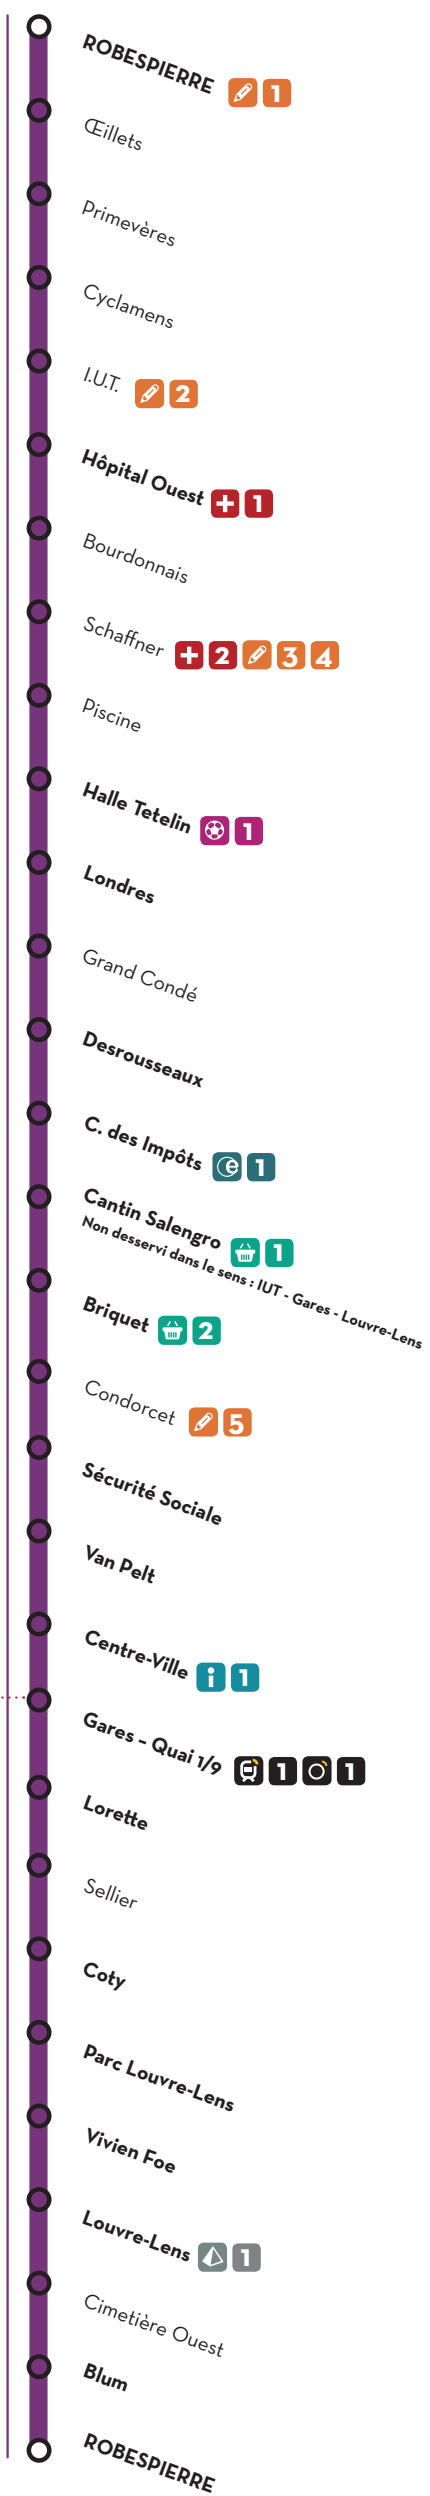 ROBESPIERRE 1
Œillets
Primevères
Cyclamens
I.U.T. 2
Hôpital Ouest + 1
Bourdonnais
Schaffner + 2 3 4
Piscine
Halle Tetelin 1
Londres
Grand Condé
Desrousseaux
C. des Impôts e 1
Cantin Salengro 1
Non desservi dans le sens : IUT - Gares - Louvre-Lens
Briquet 2
Condorcet 5
Sécurité Sociale
Van Pelt
Centre-Ville i 1
Gares - Quai 1/9 1 1
Lorette
Sellier
Coty
Parc Louvre-Lens
Vivien Foe
Louvre-Lens 1
Cimetière Ouest
Blum
ROBESPIERRE